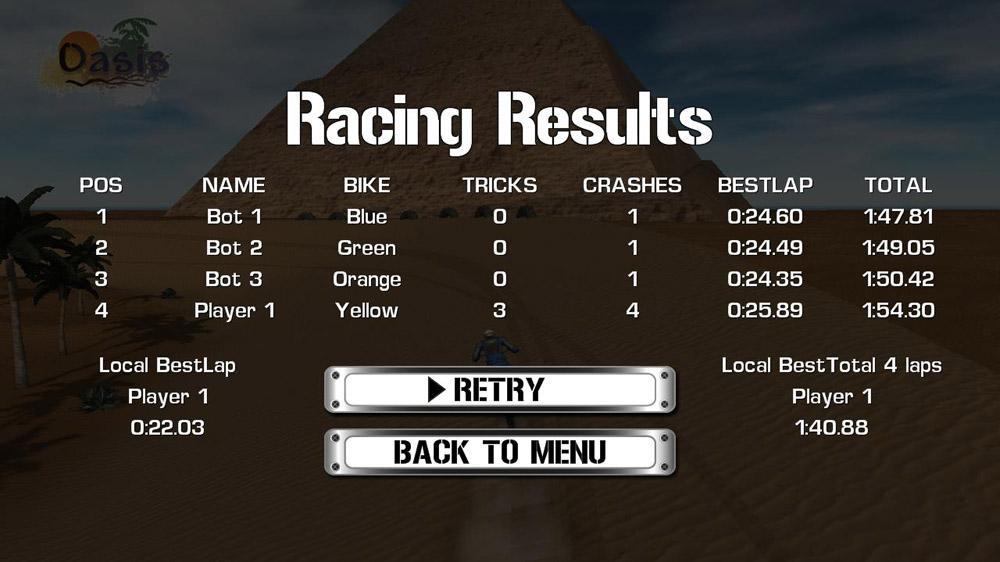 Oasis
Racing Results
POS NAME BIKE TRICKS CRASHES BESTLAP TOTAL
1 Bot 1 Blue 0 1 0:24.60 1:47.81
2 Bot 2 Green 0 1 0:24.49 1:49.05
3 Bot 3 Orange 0 1 0:24.35 1:50.42
4 Player 1 Yellow 3 4 0:25.89 1:54.30
Local BestLap
Player 1
0:22.03
RETRY
BACK TO MENU
Local BestTotal 4 laps
Player 1
1:40.88